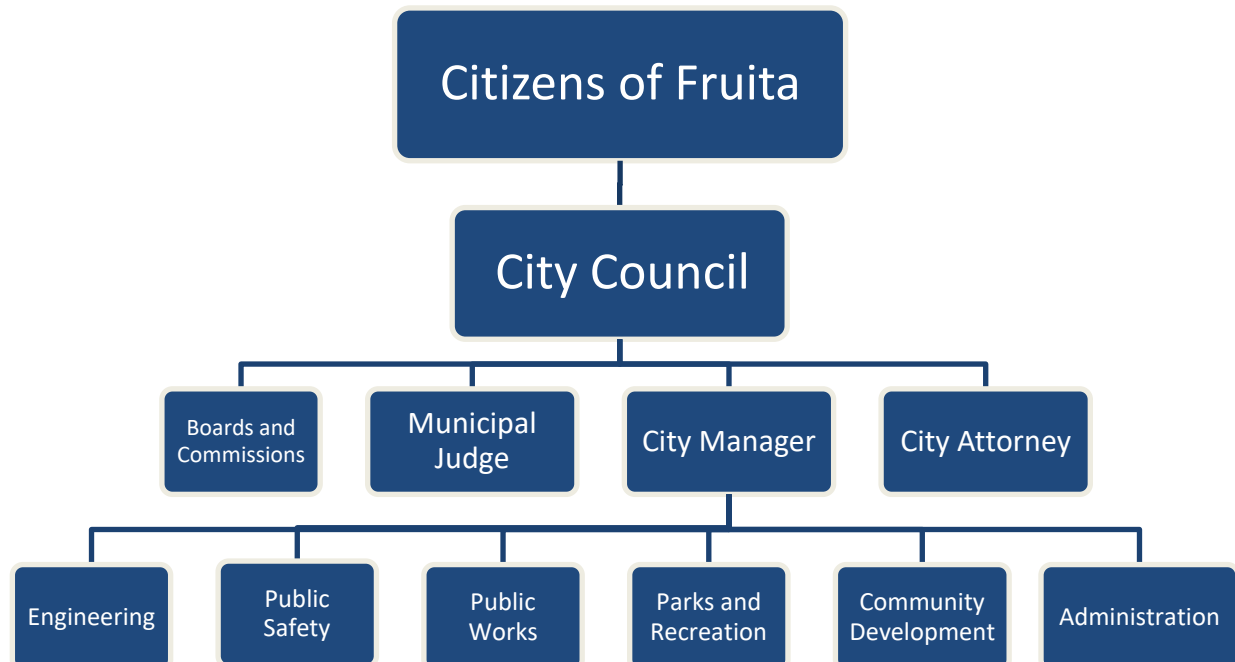 Citizens of Fruita
City Council
Boards and
Commissions
Municipal
Judge
City Manager
City Attorney
Engineering
Public
Safety
Public
Works
Parks and
Recreation
Community
Development
Administration